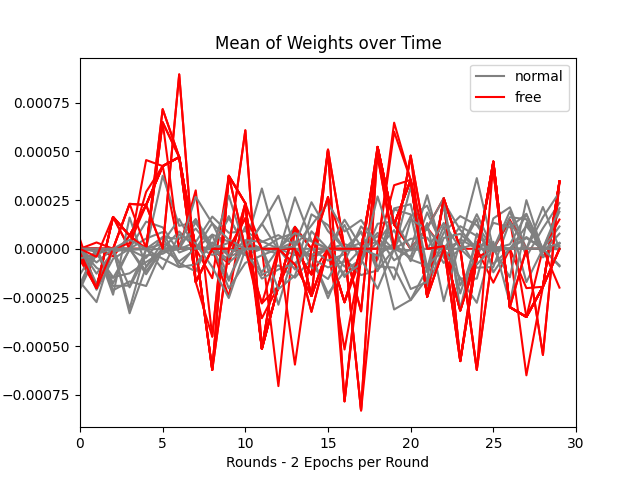 Mean of Weights over Time
normal
free
0.00075
0.00050
0.00025
0.00000
−0.00025
−0.00050
−0.00075
0 5 10 15 20 25 30
Rounds - 2 Epochs per Round